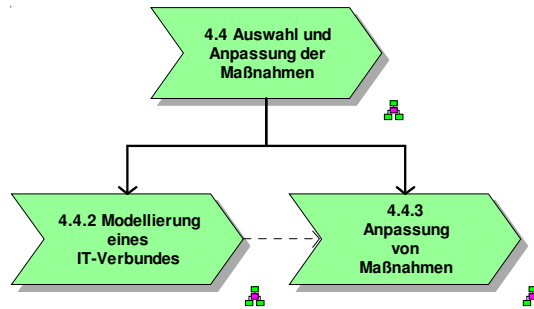 4.4 Auswahl und
Anpassung der
Maßnahmen
4.4.2 Modellierung
eines
IT-Verbundes
4.4.3
Anpassung
von
Maßnahmen